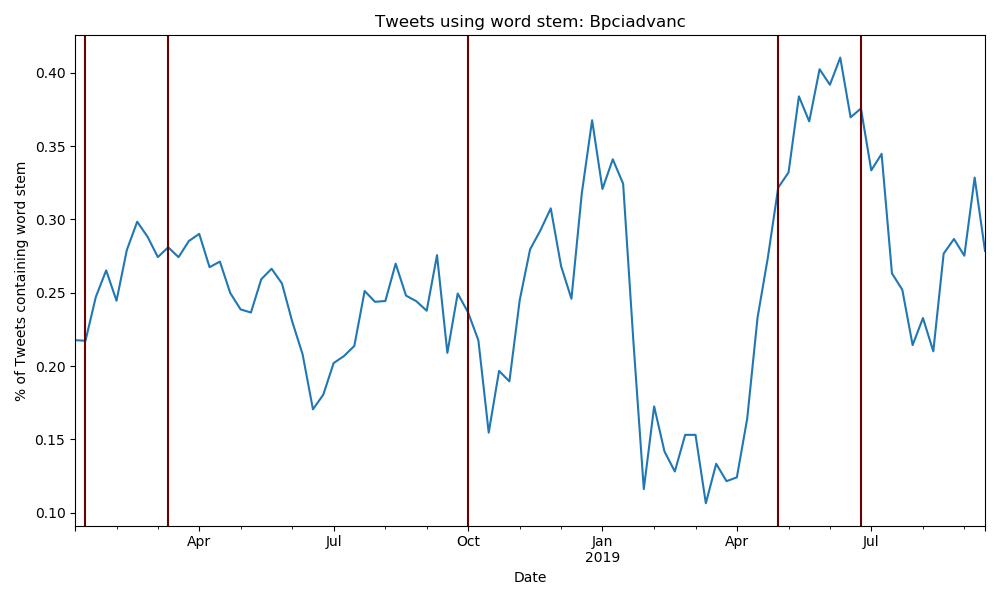 Tweets using word stem: Bpciadvanc
% of Tweets containing word stem
0.40
0.35
0.30
0.25
0.20
0.15
0.10
Apr
Jul
Oct
Jan
2019
Apr
Jul
Date